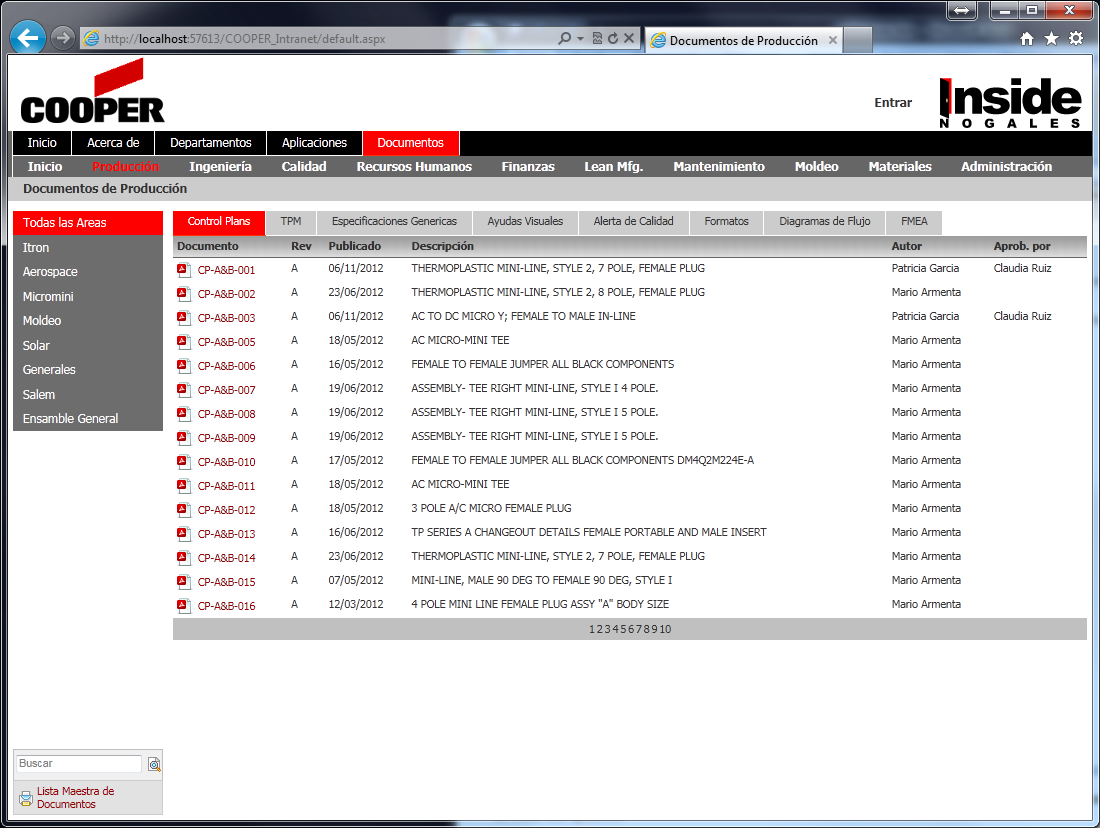 http://localhost:57613/COOPER_Intranet/default.aspx
Documentos de Producción
COOPER
Entrar
Inside
NOGALES
Inicio Acerca de Departamentos Aplicaciones Documentos
Inicio Producción Ingeniería Calidad Recursos Humanos Finanzas Lean Mfg. Mantenimiento Moldeo Materiales Administración
Documentos de Producción
Todas las Areas
Itron
Aerospace
Micromini
Moldeo
Solar
Generales
Salem
Ensamble General
Control Plans TPM Especificaciones Genericas Ayudas Visuales Alerta de Calidad Formatos Diagramas de Flujo FMEA
Documento Rev Publicado Descripción Autor Aprob. por
CP-A&B-001 A 06/11/2012 THERMOPLASTIC MINI-LINE, STYLE 2, 7 POLE, FEMALE PLUG Patricia Garcia Claudia Ruiz
CP-A&B-002 A 23/06/2012 THERMOPLASTIC MINI-LINE, STYLE 2, 8 POLE, FEMALE PLUG Mario Armenta
CP-A&B-003 A 06/11/2012 AC TO DC MICRO Y; FEMALE TO MALE IN-LINE Patricia Garcia Claudia Ruiz
CP-A&B-005 A 18/05/2012 AC MICRO-MINI TEE Mario Armenta
CP-A&B-006 A 16/05/2012 FEMALE TO FEMALE JUMPER ALL BLACK COMPONENTS Mario Armenta
CP-A&B-007 A 19/06/2012 ASSEMBLY- TEE RIGHT MINI-LINE, STYLE I 4 POLE. Mario Armenta
CP-A&B-008 A 19/06/2012 ASSEMBLY- TEE RIGHT MINI-LINE, STYLE I 5 POLE. Mario Armenta
CP-A&B-009 A 19/06/2012 ASSEMBLY- TEE RIGHT MINI-LINE, STYLE I 5 POLE. Mario Armenta
CP-A&B-010 A 17/05/2012 FEMALE TO FEMALE JUMPER ALL BLACK COMPONENTS DM4Q2M224E-A Mario Armenta
CP-A&B-011 A 18/05/2012 AC MICRO-MINI TEE Mario Armenta
CP-A&B-012 A 18/05/2012 3 POLE A/C MICRO FEMALE PLUG Mario Armenta
CP-A&B-013 A 16/06/2012 TP SERIES A CHANGEOUT DETAILS FEMALE PORTABLE AND MALE INSERT Mario Armenta
CP-A&B-014 A 23/06/2012 THERMOPLASTIC MINI-LINE, STYLE 2, 7 POLE, FEMALE PLUG Mario Armenta
CP-A&B-015 A 07/05/2012 MINI-LINE, MALE 90 DEG TO FEMALE 90 DEG, STYLE I Mario Armenta
CP-A&B-016 A 12/03/2012 4 POLE MINI LINE FEMALE PLUG ASSY "A" BODY SIZE Mario Armenta
12345678910
Buscar
Lista Maestra de
Documentos